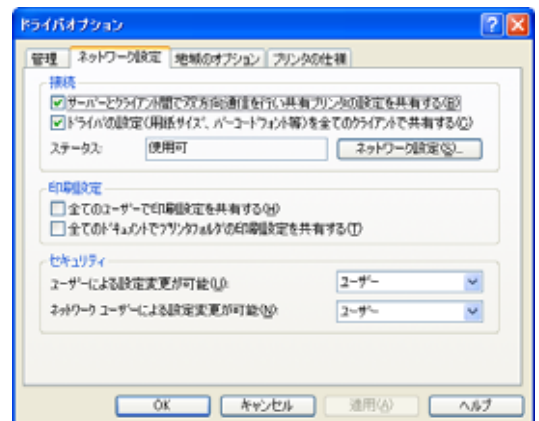 ドライバオプション
管理 ネットワーク設定 地域のオプション プリンタの仕様
接続
サーバーとクライアント間で双方向通信を行い共有プリンタの設定を共有する(B)
ドライバの設定(用紙サイズ、バーコードフォント等)を全てのクライアントで共有する(C)
ステータス: 使用可 ネットワーク設定(S)...
印刷設定
全てのユーザーで印刷設定を共有する(H)
全てのドキュメントでプリンタフォルダの印刷設定を共有する(T)
セキュリティ
ユーザーによる設定変更が可能(U): ユーザー
ネットワーク ユーザーによる設定変更が可能(N): ユーザー
OK キャンセル 適用(A) ヘルプ